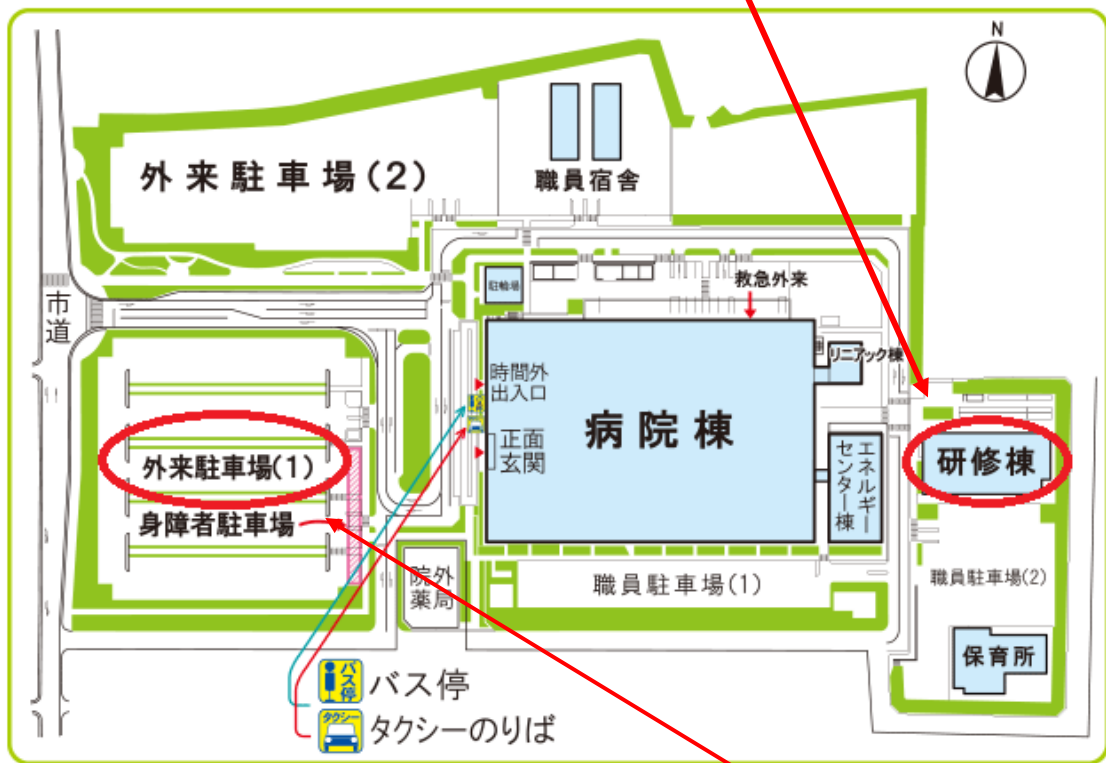 N
外来駐車場(2)
職員宿舎
市道
駐輪場
救急外来
リニアック棟
時間外
出入口
病院棟
正面
玄関
エネルギー
センター棟
研修棟
外来駐車場(1)
身障者駐車場
院外
薬局
職員駐車場(1)
職員駐車場(2)
保育所
バス停
バス停
タクシー
タクシーのりば